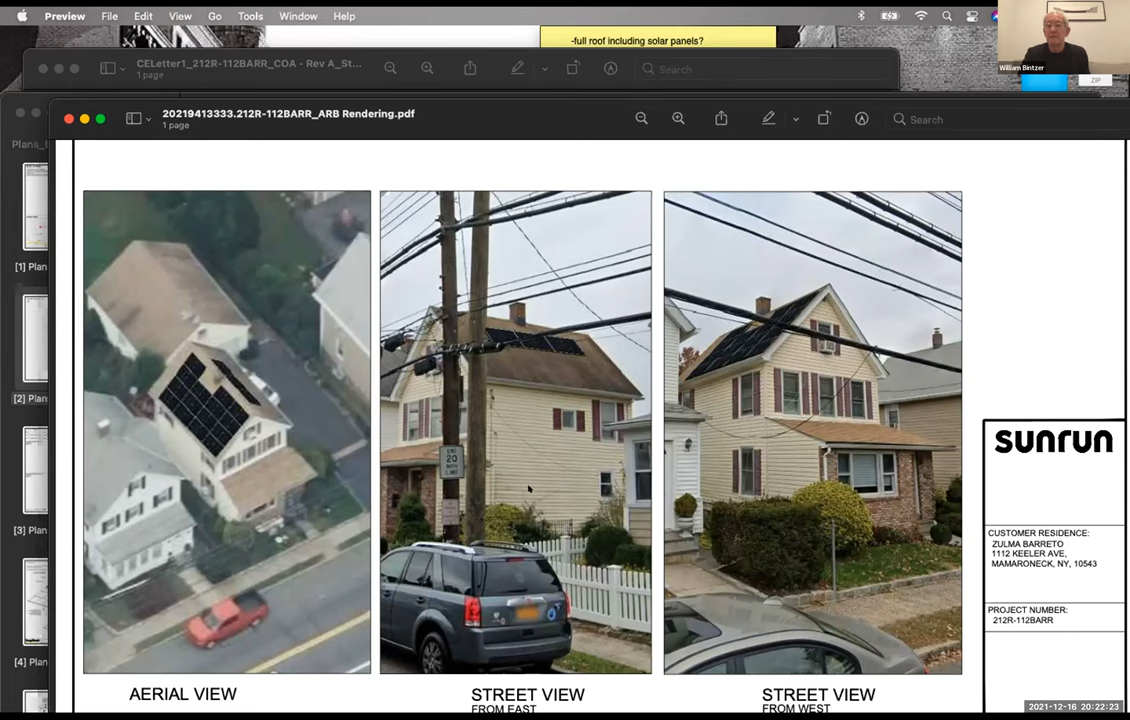 Preview File Edit View Go Tools Window Help
-full roof including solar panels?
William Bintzer
ZIP
CELetter1_212R-112BARR_COA - Rev A_St...
1 page
Search
20219413333.212R-112BARR_ARB Rendering.pdf
1 page
Search
Plans_
[1] Plan
[2] Plan
[3] Plan
[4] Plan
20
sunrun
CUSTOMER RESIDENCE:
ZULMA BARRETO
1112 KEELER AVE,
MAMARONECK, NY, 10543
PROJECT NUMBER:
212R-112BARR
AERIAL VIEW
STREET VIEW
FROM EAST
STREET VIEW
FROM WEST
2021-12-16 20:22:23